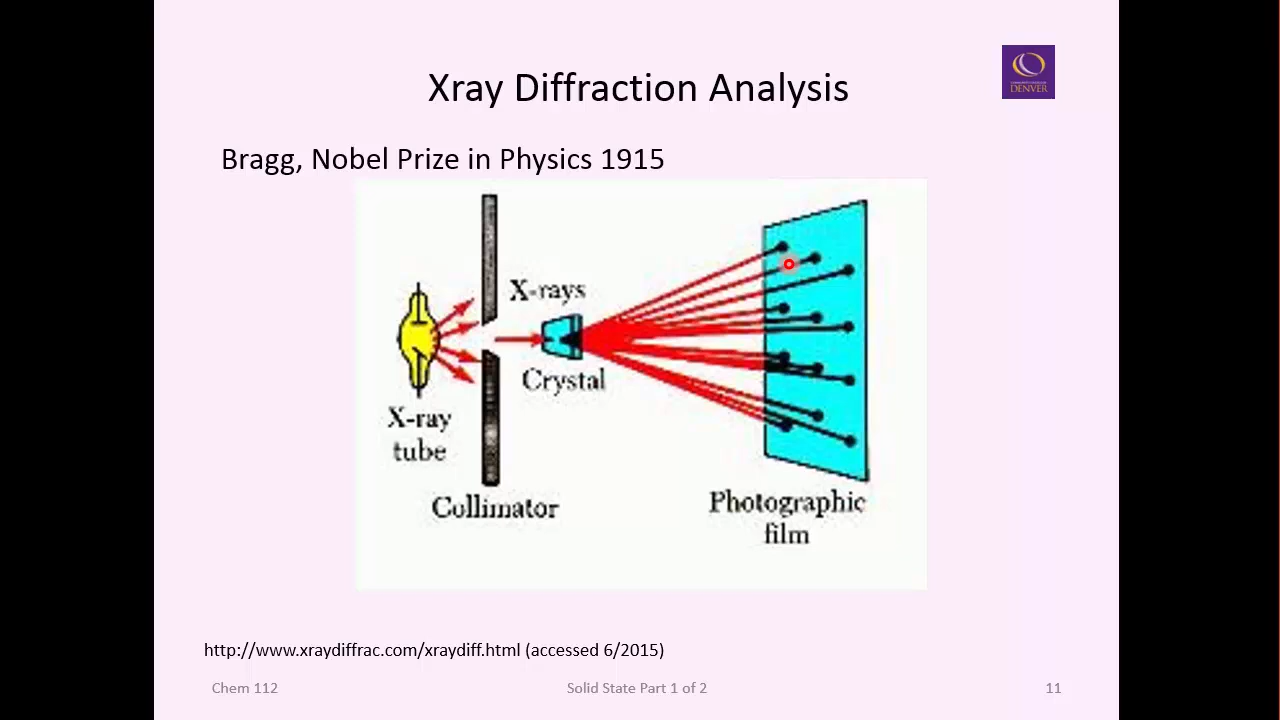 Xray Diffraction Analysis
DENVER
Bragg, Nobel Prize in Physics 1915
X-rays
Crystal
X-ray
tube
Collimator
Photographic
film
http://www.xraydiffrac.com/xraydiff.html (accessed 6/2015)
Chem 112
Solid State Part 1 of 2
11